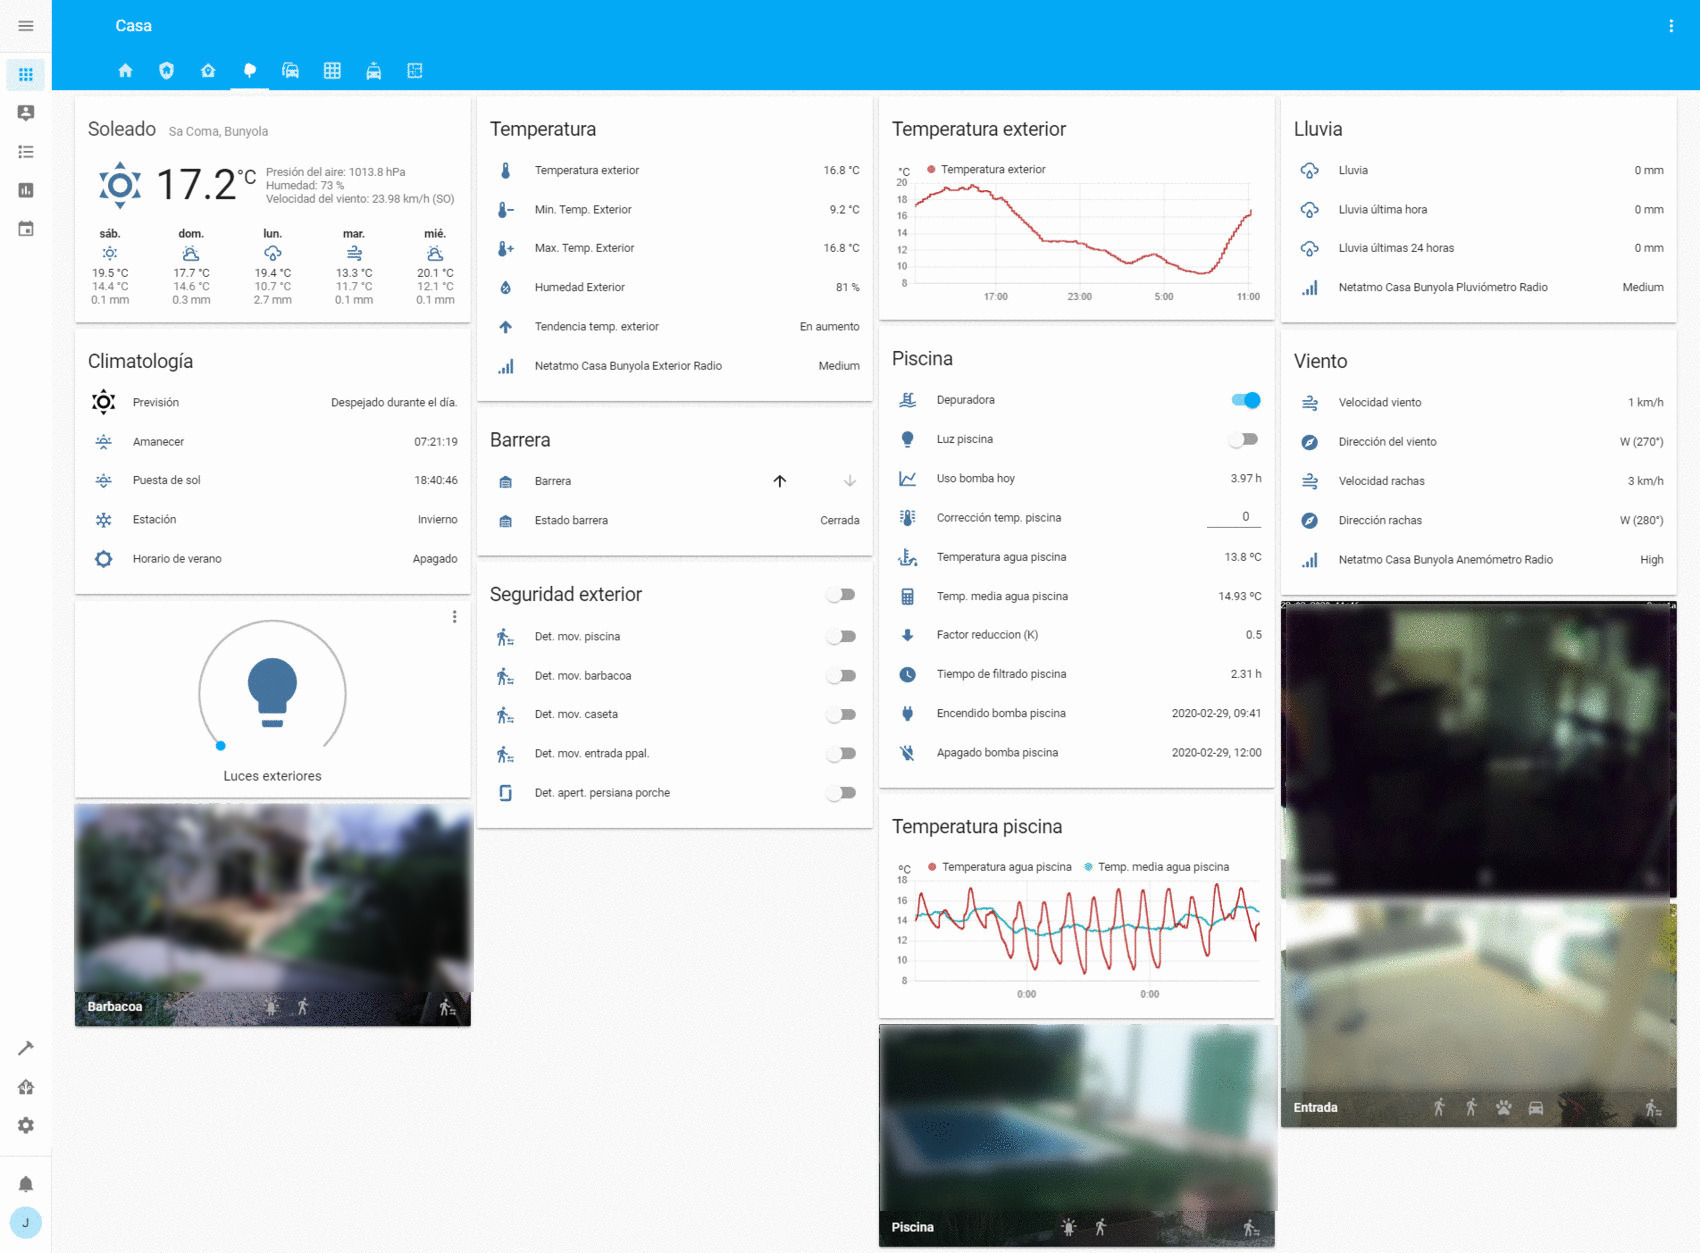 Casa
Soleado Sa Coma, Bunyola
17.2 °C
Presión del aire: 1013.8 hPa
Humedad: 73 %
Velocidad del viento: 23.98 km/h (SO)
sáb. dom. lun. mar. mié.
19.5 °C 17.7 °C 19.4 °C 13.3 °C 20.1 °C
14.4 °C 14.6 °C 10.7 °C 11.7 °C 12.1 °C
0.1 mm 0.3 mm 2.7 mm 0.1 mm 0.1 mm
Climatología
Previsión Despejado durante el día.
Amanecer 07:21:19
Puesta de sol 18:40:46
Estación Invierno
Horario de verano Apagado
Luces exteriores
Barbacoa
Temperatura
Temperatura exterior 16.8 °C
Min. Temp. Exterior 9.2 °C
Max. Temp. Exterior 16.8 °C
Humedad Exterior 81 %
Tendencia temp. exterior En aumento
Netatmo Casa Bunyola Exterior Radio Medium
Barrera
Barrera
Estado barrera Cerrada
Seguridad exterior
Det. mov. piscina
Det. mov. barbacoa
Det. mov. caseta
Det. mov. entrada ppal.
Det. apert. persiana porche
Temperatura exterior
°C Temperatura exterior
20
18
16
14
12
10
8
17:00 23:00 5:00 11:00
Piscina
Depuradora
Luz piscina
Uso bomba hoy 3.97 h
Corrección temp. piscina 0
Temperatura agua piscina 13.8 ºC
Temp. media agua piscina 14.93 ºC
Factor reduccion (K) 0.5
Tiempo de filtrado piscina 2.31 h
Encendido bomba piscina 2020-02-29, 09:41
Apagado bomba piscina 2020-02-29, 12:00
Temperatura piscina
ºC Temperatura agua piscina Temp. media agua piscina
18
16
14
12
10
8
0:00 0:00
Piscina
Lluvia
Lluvia 0 mm
Lluvia última hora 0 mm
Lluvia últimas 24 horas 0 mm
Netatmo Casa Bunyola Pluviómetro Radio Medium
Viento
Velocidad viento 1 km/h
Dirección del viento W (270°)
Velocidad rachas 3 km/h
Dirección rachas W (280°)
Netatmo Casa Bunyola Anemómetro Radio High
Entrada
J